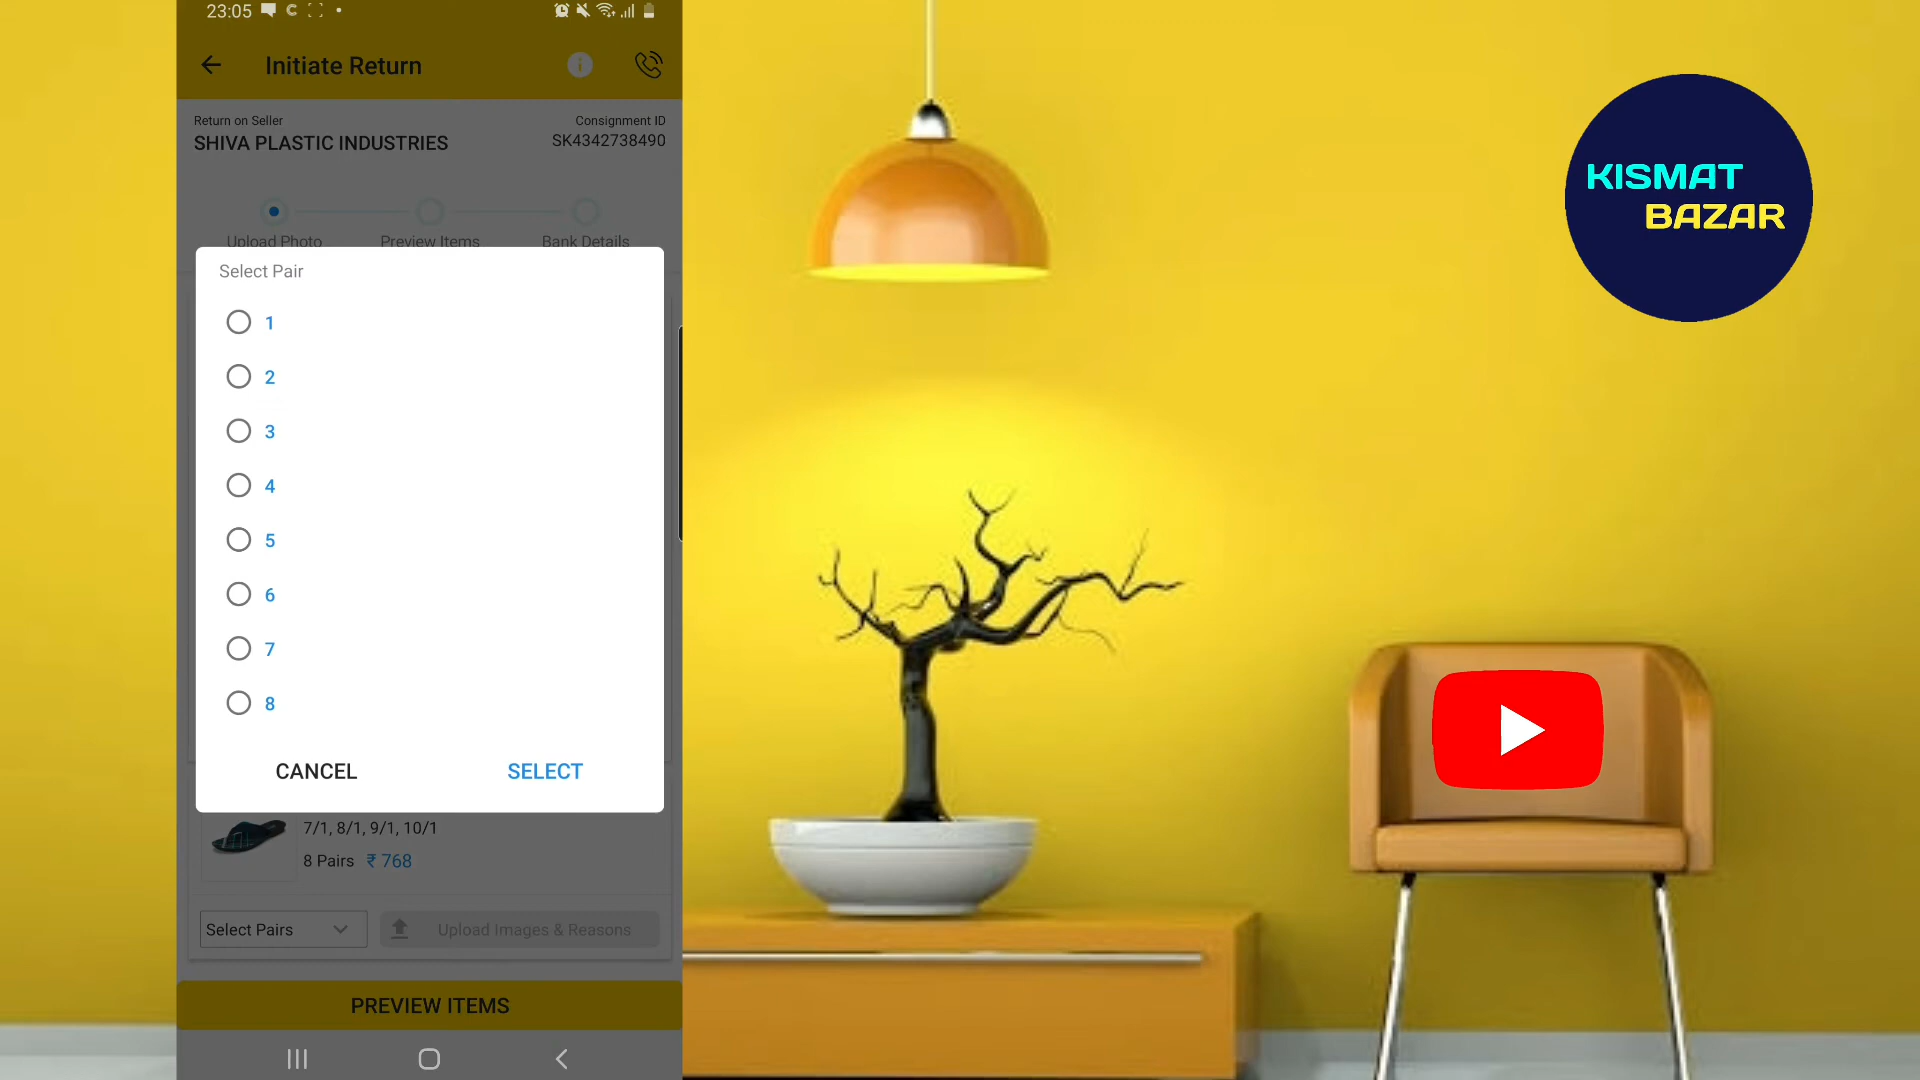 23:05
Initiate Return
Return on Seller
Consignment ID
SHIVA PLASTIC INDUSTRIES
SK4342738490
Upload Photo
Preview Items
Bank Details
Select Pair
1
2
3
4
5
6
7
8
CANCEL
SELECT
7/1, 8/1, 9/1, 10/1
8 Pairs ₹ 768
Select Pairs
Upload Images & Reasons
PREVIEW ITEMS
KISMAT
BAZAR